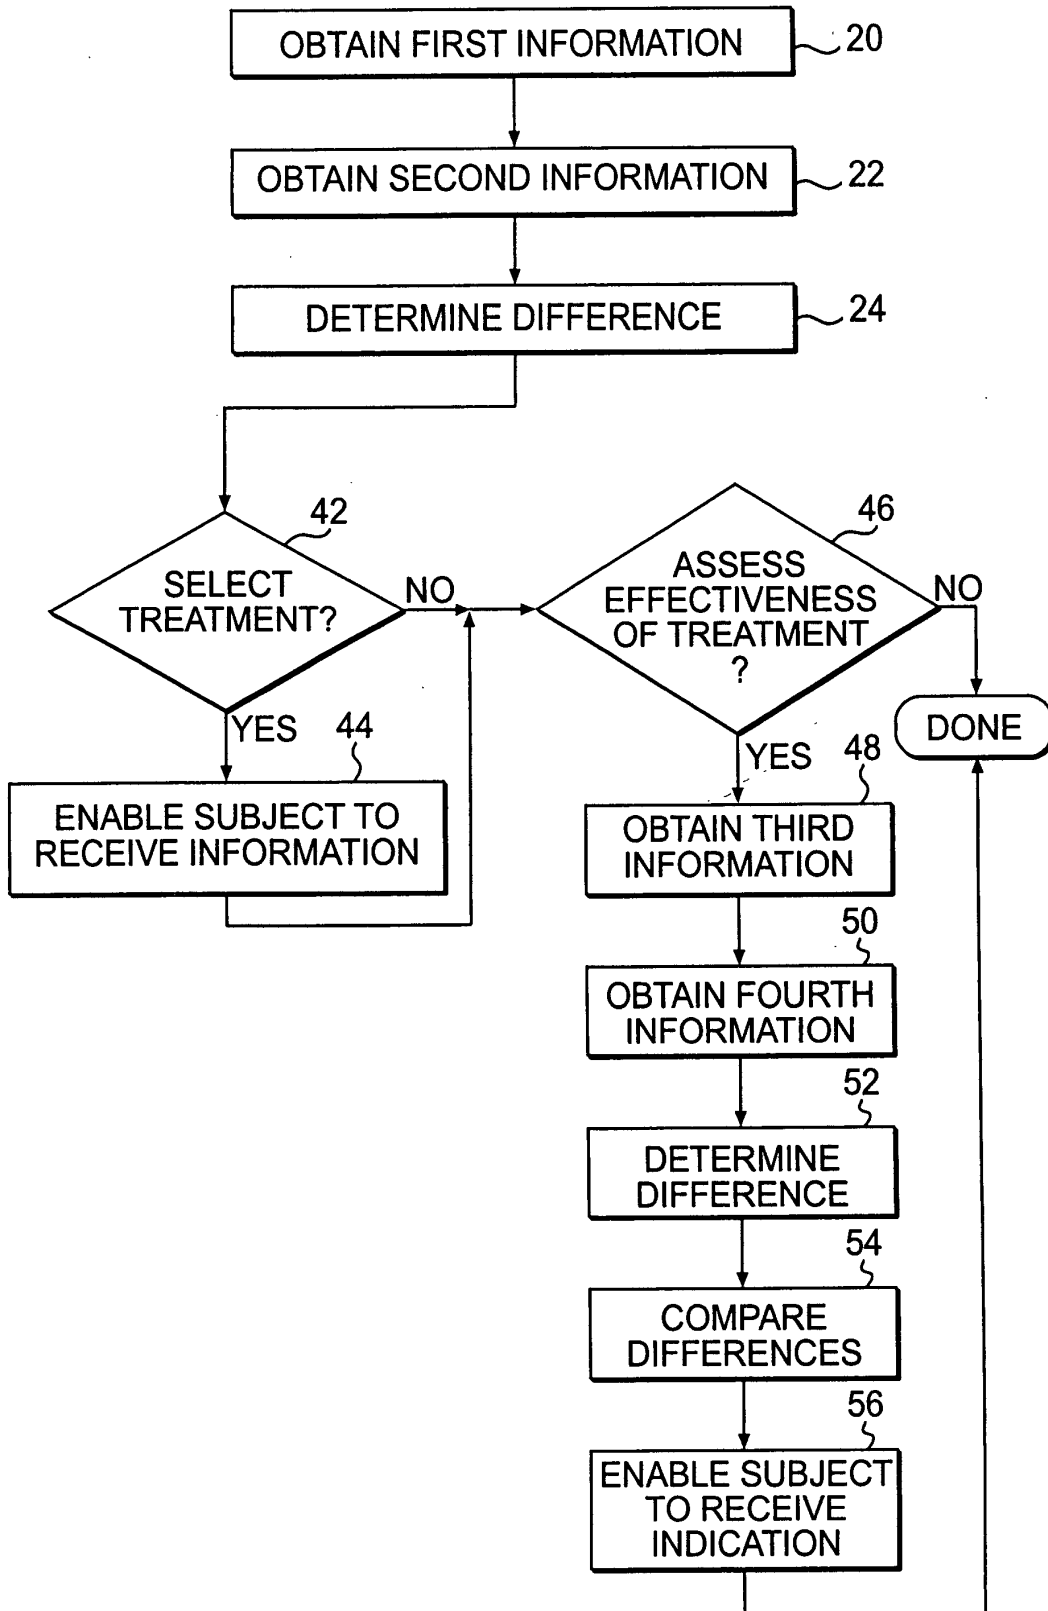 OBTAIN FIRST INFORMATION
20
OBTAIN SECOND INFORMATION
22
DETERMINE DIFFERENCE
24
42
SELECT
TREATMENT?
NO
YES
44
ENABLE SUBJECT TO
RECEIVE INFORMATION
46
ASSESS
EFFECTIVENESS
OF TREATMENT
?
NO
DONE
YES
48
OBTAIN THIRD
INFORMATION
50
OBTAIN FOURTH
INFORMATION
52
DETERMINE
DIFFERENCE
54
COMPARE
DIFFERENCES
56
ENABLE SUBJECT
TO RECEIVE
INDICATION